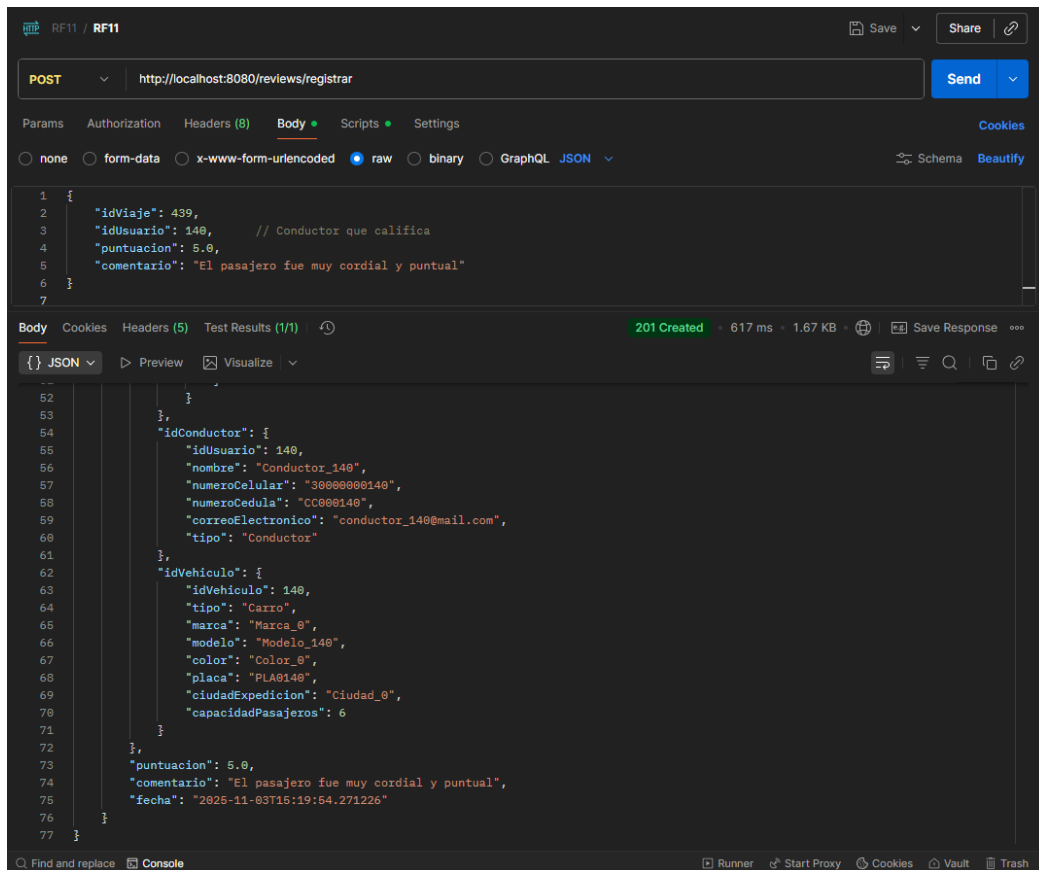 HTTP RF11 / RF11 Save Share
POST http://localhost:8080/reviews/registrar Send
Params Authorization Headers (8) Body Scripts Settings Cookies
none form-data x-www-form-urlencoded raw binary GraphQL JSON Schema Beautify
1 {
2 "idViaje": 439,
3 "idUsuario": 140, // Conductor que califica
4 "puntuacion": 5.0,
5 "comentario": "El pasajero fue muy cordial y puntual"
6 }
7
Body Cookies Headers (5) Test Results (1/1) 201 Created 617 ms 1.67 KB e.g. Save Response
{} JSON Preview Visualize
52 }
53 },
54 "idConductor": {
55 "idUsuario": 140,
56 "nombre": "Conductor_140",
57 "numeroCelular": "30000000140",
58 "numeroCedula": "CC000140",
59 "correoElectronico": "conductor_140@mail.com",
60 "tipo": "Conductor"
61 },
62 "idVehiculo": {
63 "idVehiculo": 140,
64 "tipo": "Carro",
65 "marca": "Marca_0",
66 "modelo": "Modelo_140",
67 "color": "Color_0",
68 "placa": "PLA0140",
69 "ciudadExpedicion": "Ciudad_0",
70 "capacidadPasajeros": 6
71 }
72 },
73 "puntuacion": 5.0,
74 "comentario": "El pasajero fue muy cordial y puntual",
75 "fecha": "2025-11-03T15:19:54.271226"
76 }
77 }
Find and replace Console Runner Start Proxy Cookies Vault Trash